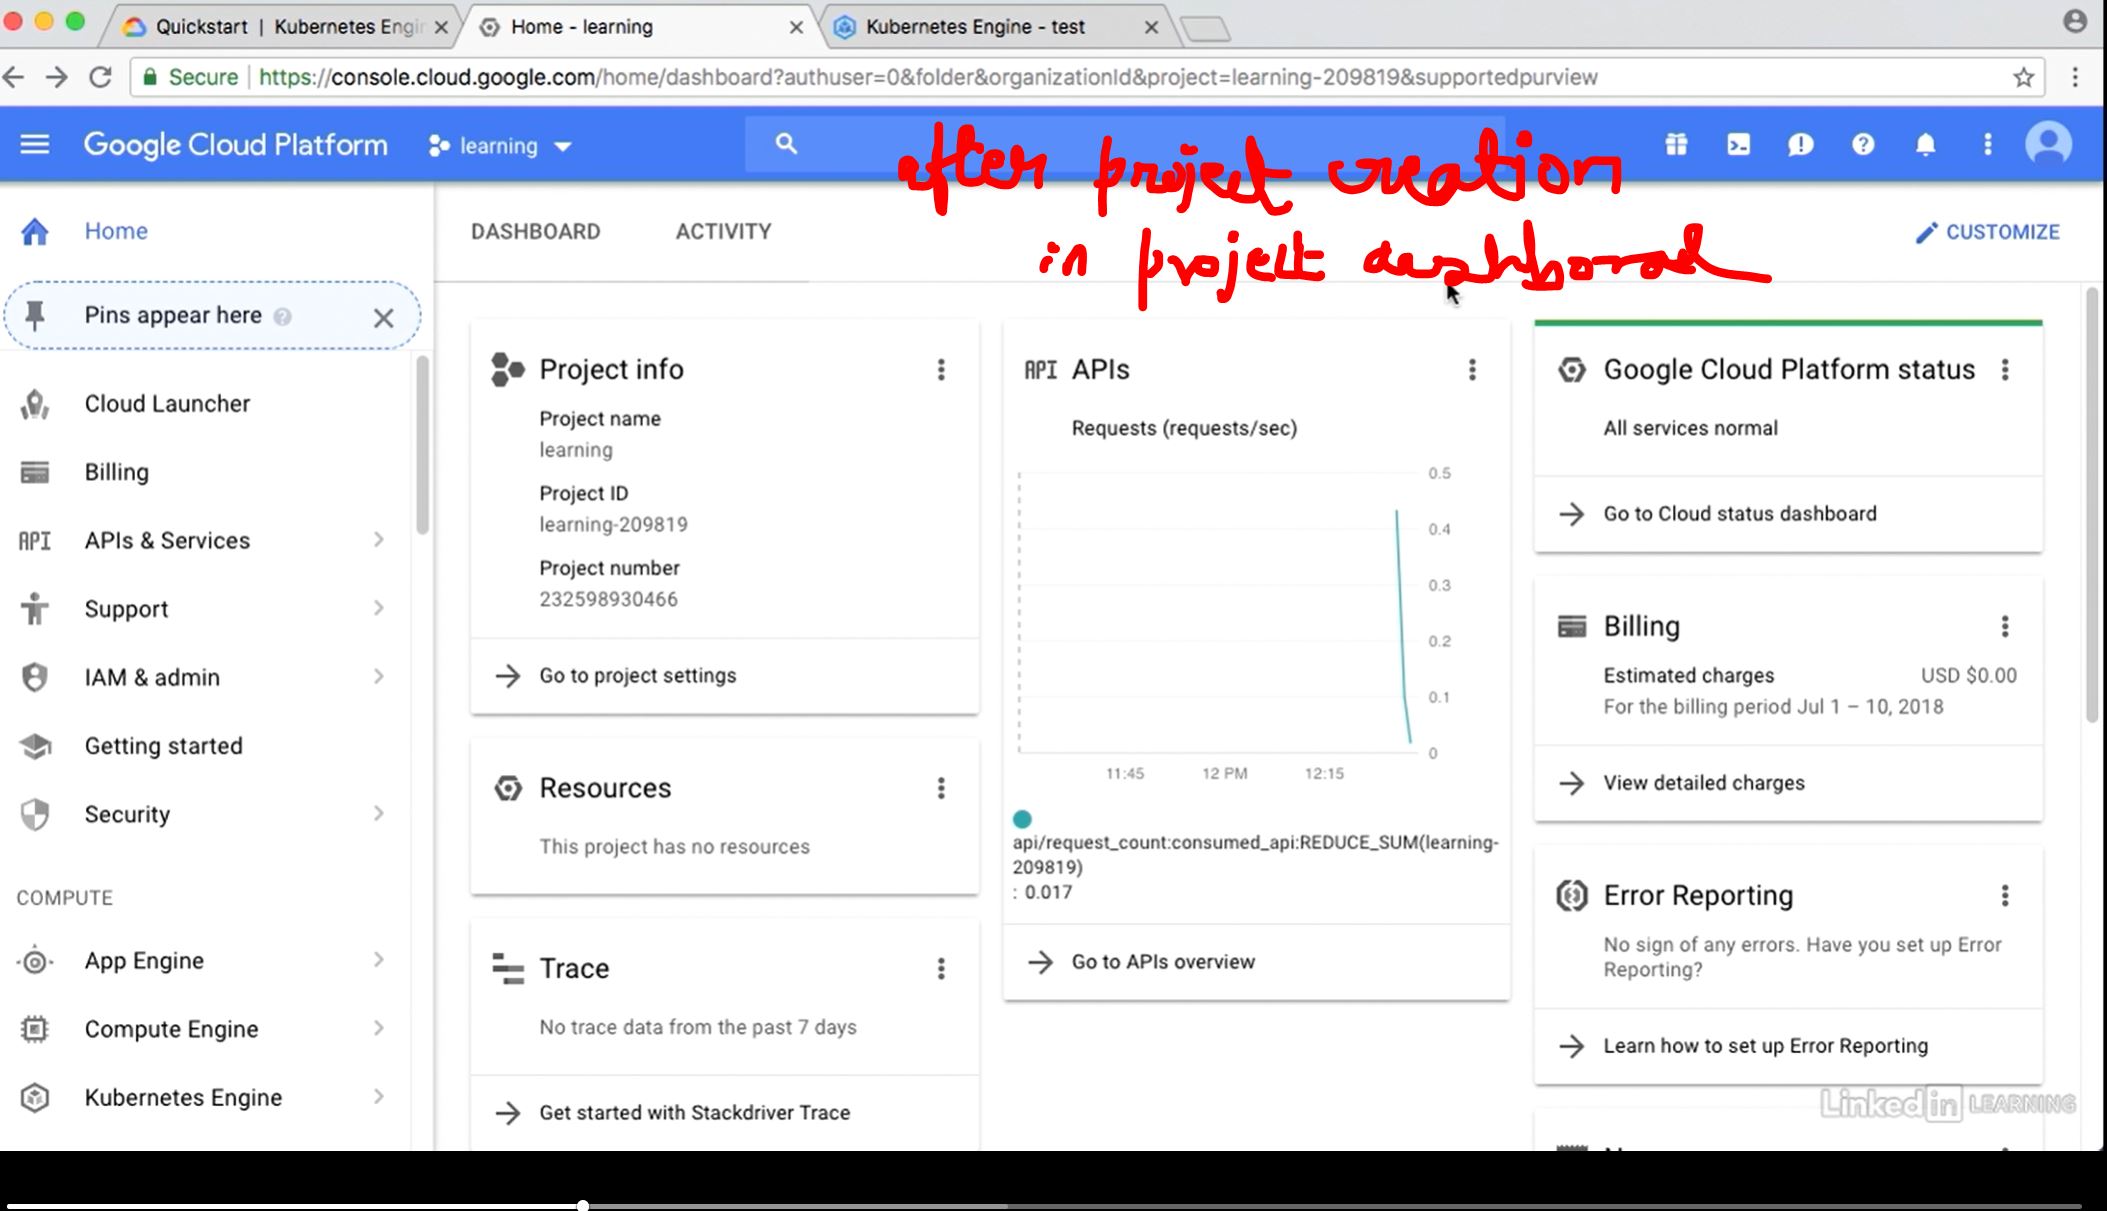 Quickstart | Kubernetes Engin
Home - learning
Kubernetes Engine - test
Secure
https://console.cloud.google.com/home/dashboard?authuser=0&folder&organizationId&project=learning-209819&supportedpurview
Google Cloud Platform
learning
after project creation
in project dashborad
Home
DASHBOARD
ACTIVITY
CUSTOMIZE
Pins appear here
Cloud Launcher
Billing
API
APIs & Services
Support
IAM & admin
Getting started
Security
COMPUTE
App Engine
Compute Engine
Kubernetes Engine
Project info
Project name
learning
Project ID
learning-209819
Project number
232598930466
Go to project settings
Resources
This project has no resources
Trace
No trace data from the past 7 days
Get started with Stackdriver Trace
API APIs
Requests (requests/sec)
0.5
0.4
0.3
0.2
0.1
0
11:45
12 PM
12:15
api/request_count:consumed_api:REDUCE_SUM(learning-
209819)
: 0.017
Go to APIs overview
Google Cloud Platform status
All services normal
Go to Cloud status dashboard
Billing
Estimated charges
USD $0.00
For the billing period Jul 1 – 10, 2018
View detailed charges
Error Reporting
No sign of any errors. Have you set up Error
Reporting?
Learn how to set up Error Reporting
Linked in LEARNING